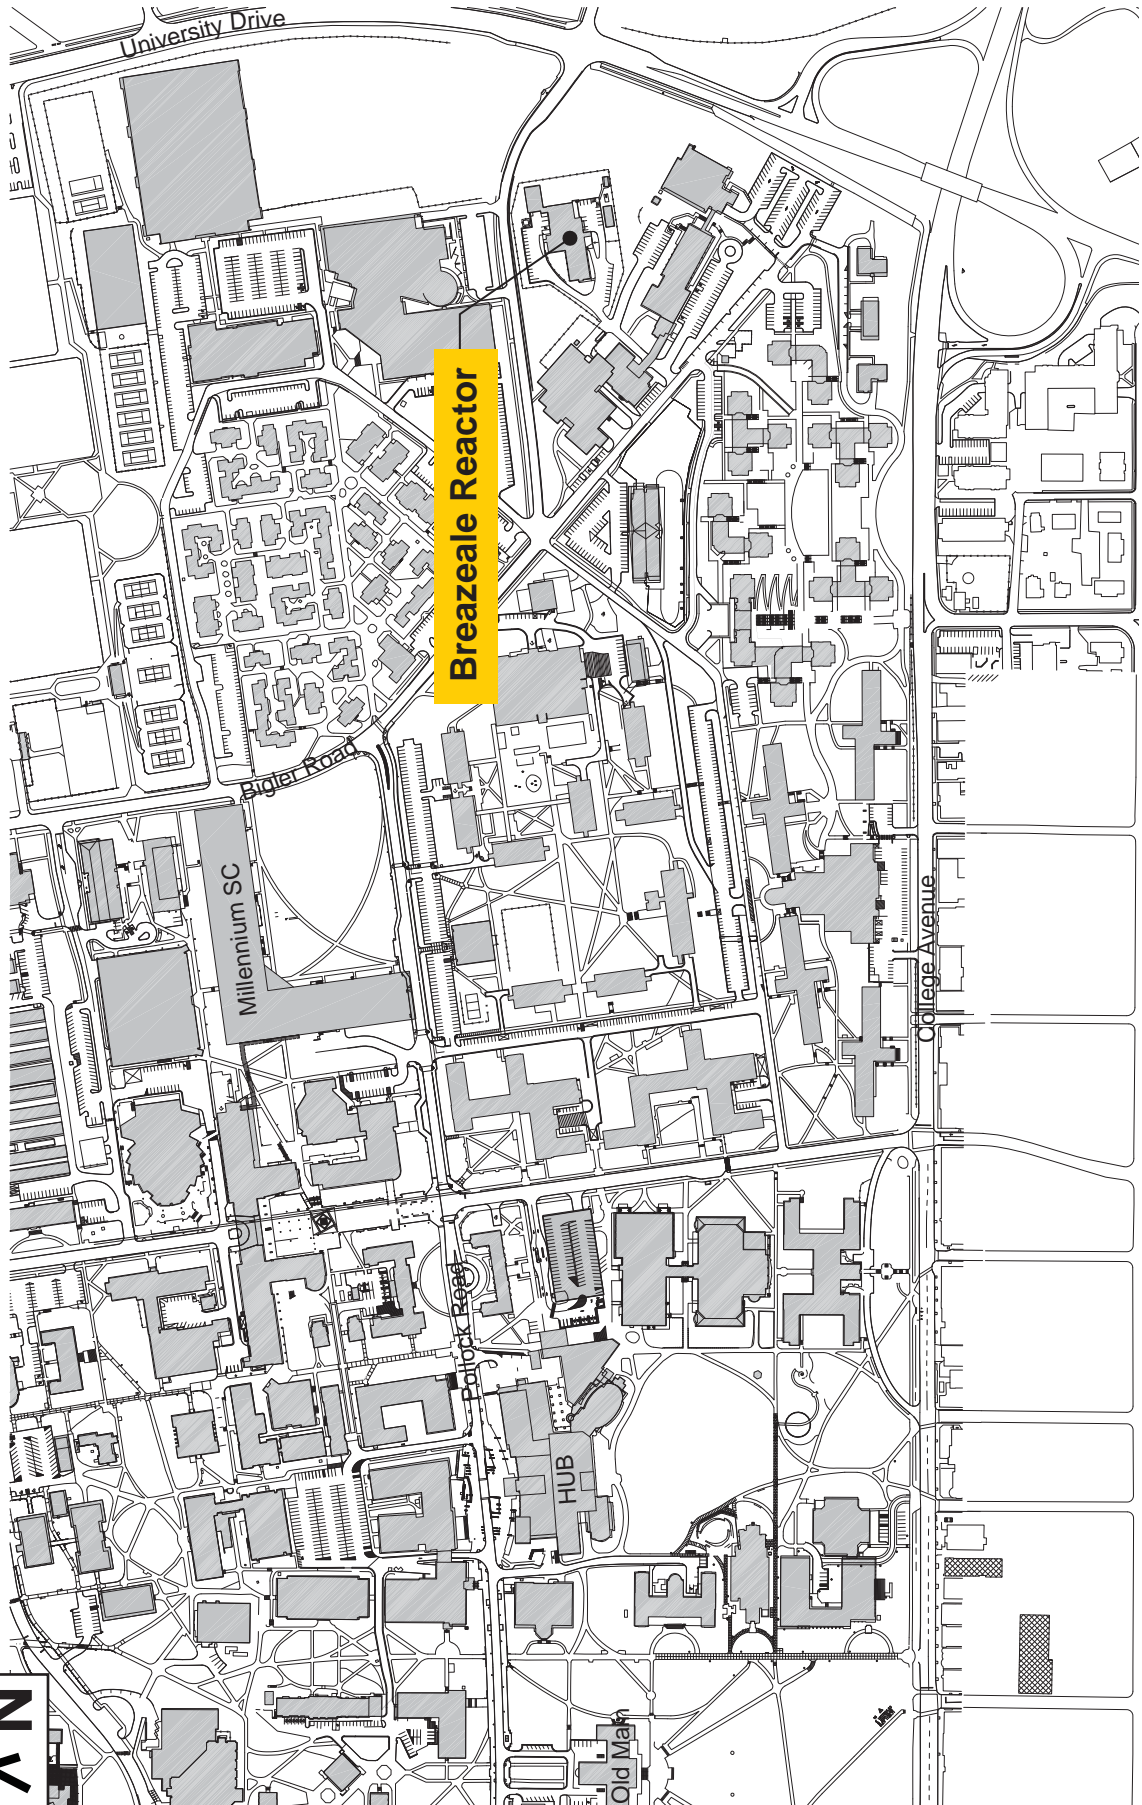 University Drive
Breazeale Reactor
Bigler Road
Millennium SC
College Avenue
Pollock Road
HUB
Old Main
N